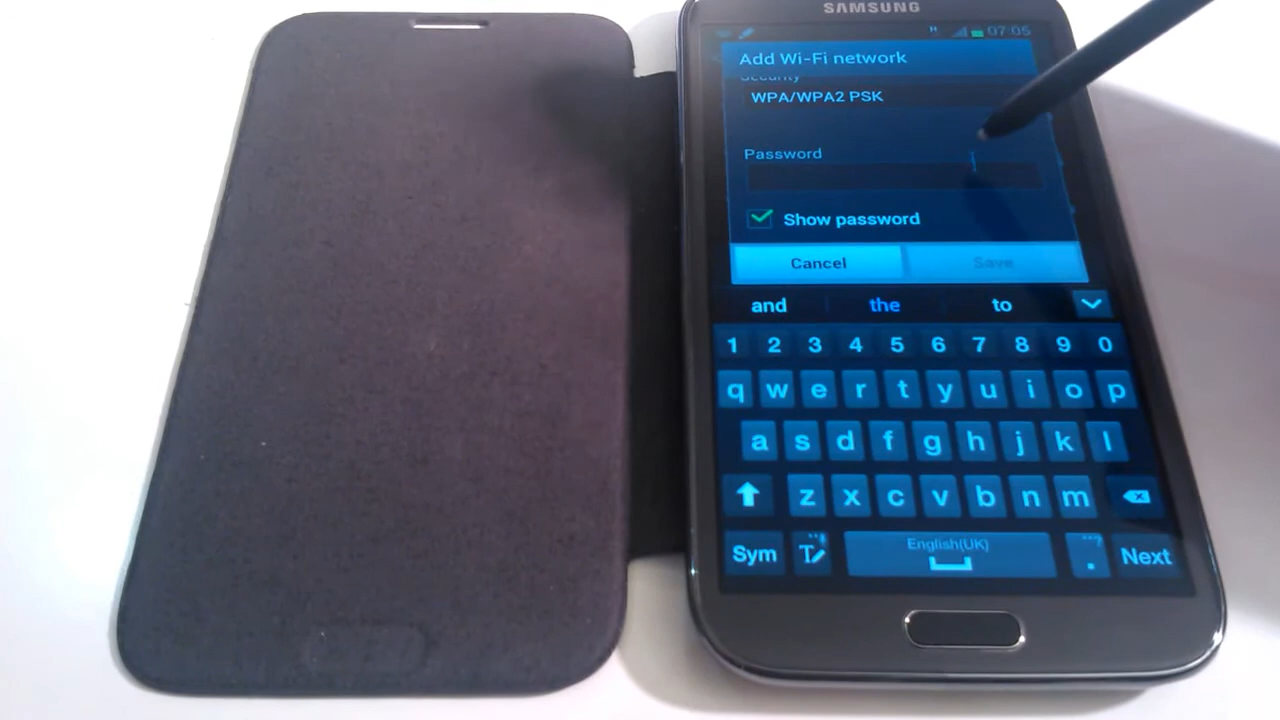 SAMSUNG
07:05
Add Wi-Fi network
Security
WPA/WPA2 PSK
Password
Show password
Cancel Save
and the to
1 2 3 4 5 6 7 8 9 0
q w e r t y u i o p
a s d f g h j k l
z x c v b n m
Sym T English(UK) . Next